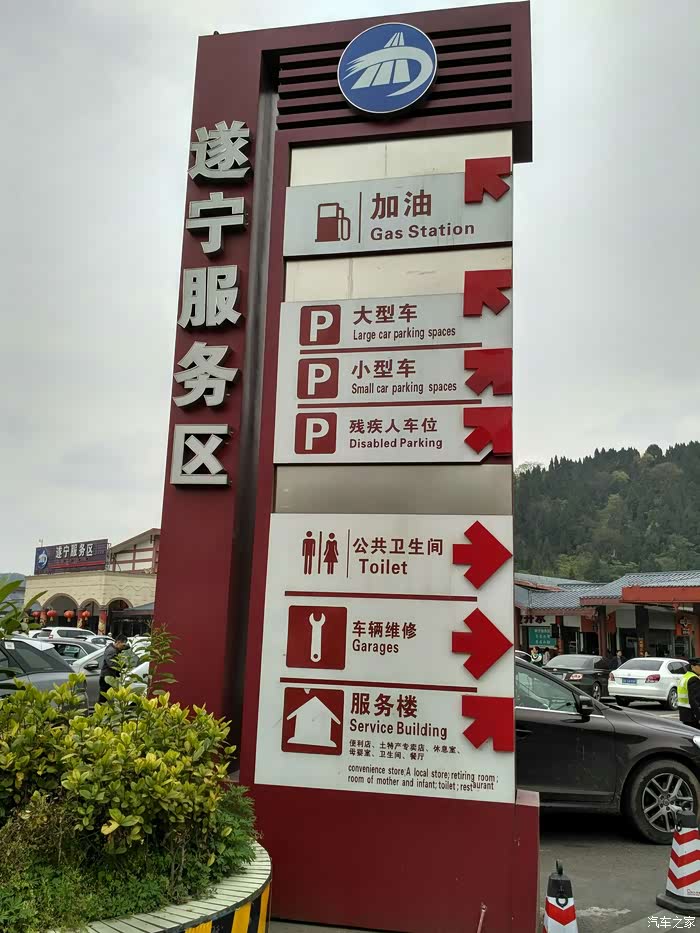 遂宁服务区
加油
Gas Station
大型车
Large car parking spaces
小型车
Small car parking spaces
残疾人车位
Disabled Parking
公共卫生间
Toilet
车辆维修
Garages
服务楼
Service Building
便利店、土特产专卖店、休息室、
母婴室、卫生间、餐厅
convenience store;A local store;retiring room;
room of mother and infant;toilet;restaurant
P
P
P
遂宁服务区
汽车之家